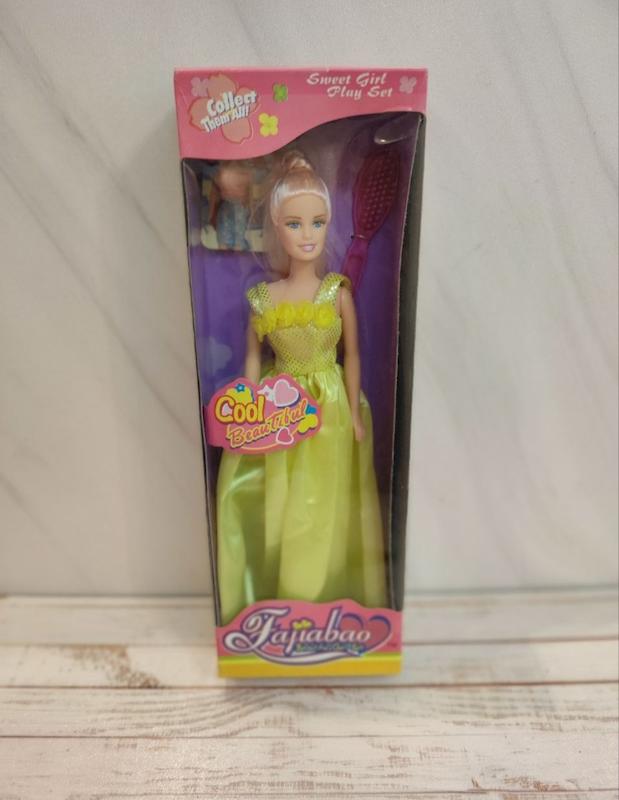 Collect
Them All!
Sweet Girl
Play Set
Cool
Beautiful
Fajiabao